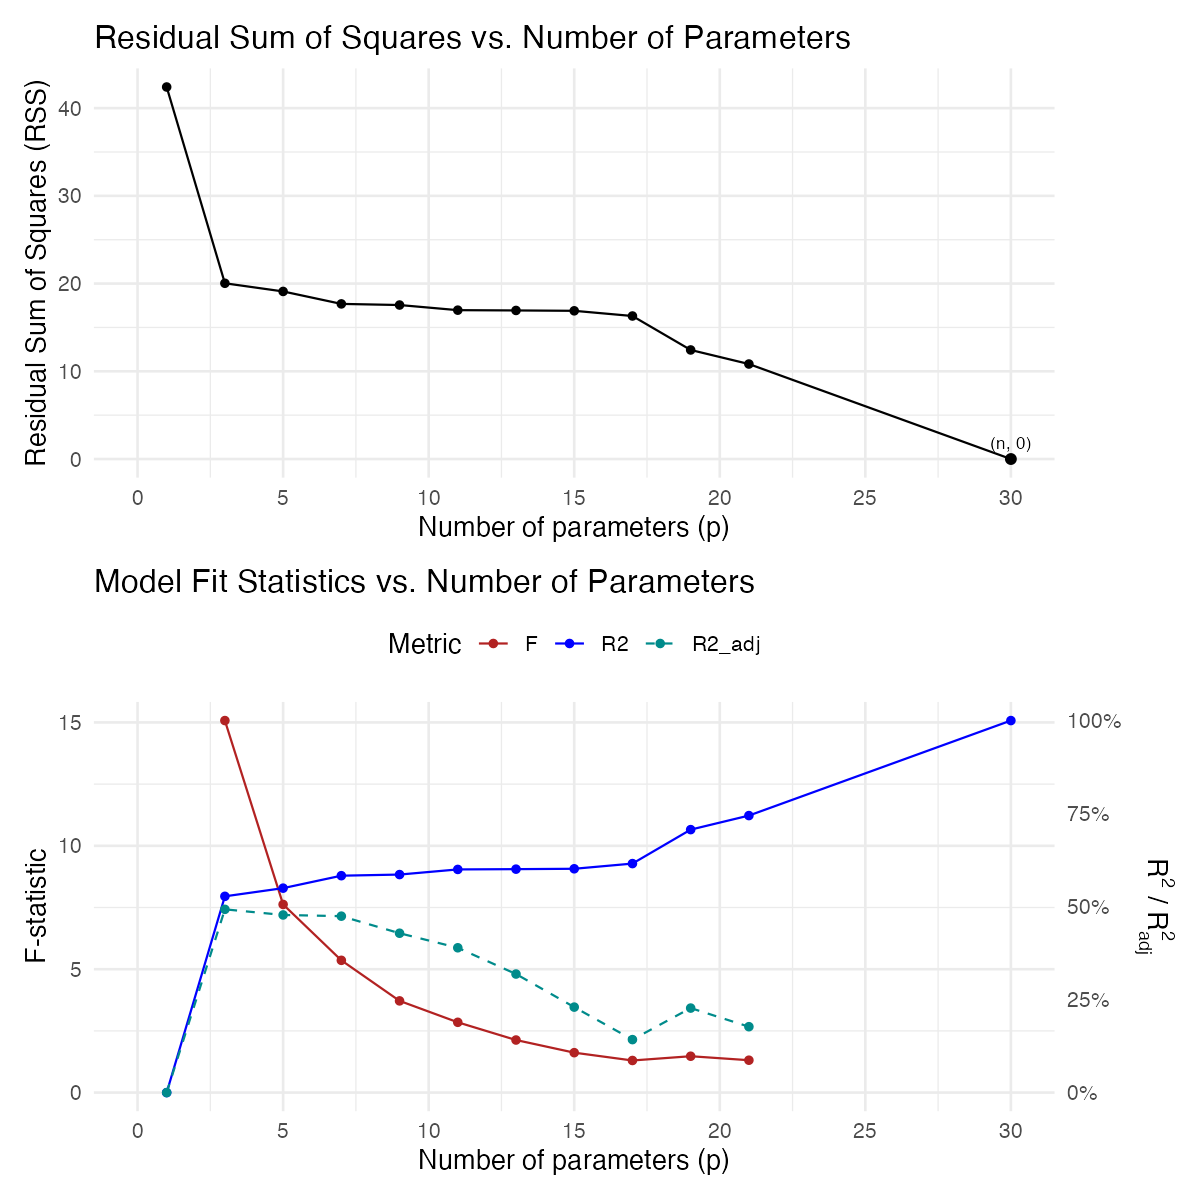 Residual Sum of Squares vs. Number of Parameters
Residual Sum of Squares (RSS)
40
30
20
10
0
(n, 0)
0 5 10 15 20 25 30
Number of parameters (p)
Model Fit Statistics vs. Number of Parameters
Metric F R2 R2_adj
F-statistic
15
10
5
0
100%
75%
50%
25%
0%
R² / R²adj
0 5 10 15 20 25 30
Number of parameters (p)